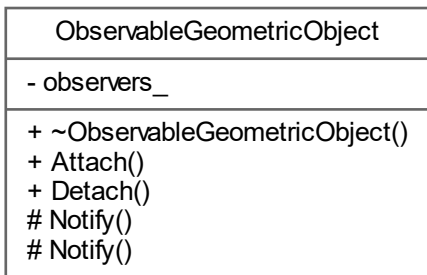 ObservableGeometricObject
- observers_
+ ~ObservableGeometricObject()
+ Attach()
+ Detach()
# Notify()
# Notify()